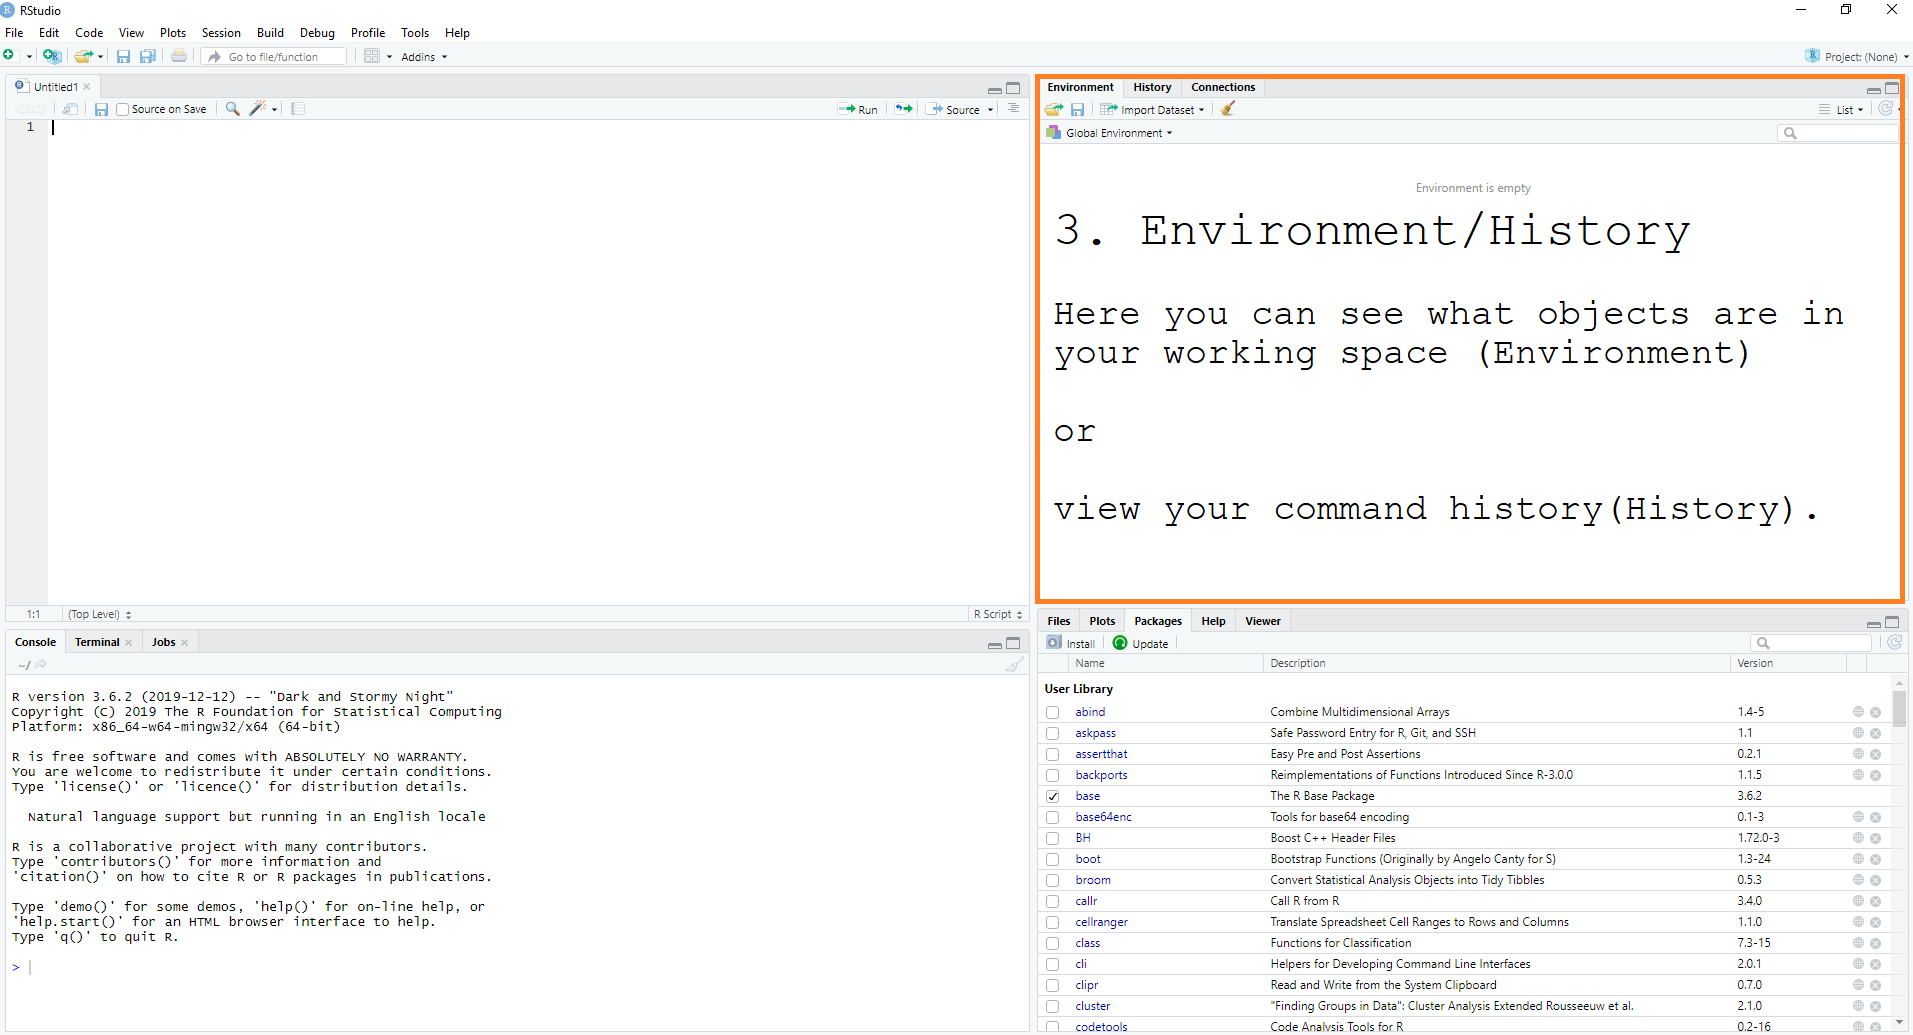 RStudio
File Edit Code View Plots Session Build Debug Profile Tools Help
Go to file/function Addins Project: (None)
Untitled1
Source on Save Run Source
1
1:1 (Top Level) R Script
Console Terminal Jobs
~/
R version 3.6.2 (2019-12-12) -- "Dark and Stormy Night"
Copyright (C) 2019 The R Foundation for Statistical Computing
Platform: x86_64-w64-mingw32/x64 (64-bit)
R is free software and comes with ABSOLUTELY NO WARRANTY.
You are welcome to redistribute it under certain conditions.
Type 'license()' or 'licence()' for distribution details.
Natural language support but running in an English locale
R is a collaborative project with many contributors.
Type 'contributors()' for more information and
'citation()' on how to cite R or R packages in publications.
Type 'demo()' for some demos, 'help()' for on-line help, or
'help.start()' for an HTML browser interface to help.
Type 'q()' to quit R.
>
Environment History Connections
Import Dataset List
Global Environment
Environment is empty
3. Environment/History
Here you can see what objects are in
your working space (Environment)
or
view your command history(History).
Files Plots Packages Help Viewer
Install Update
Name Description Version
User Library
abind Combine Multidimensional Arrays 1.4-5
askpass Safe Password Entry for R, Git, and SSH 1.1
assertthat Easy Pre and Post Assertions 0.2.1
backports Reimplementations of Functions Introduced Since R-3.0.0 1.1.5
base The R Base Package 3.6.2
base64enc Tools for base64 encoding 0.1-3
BH Boost C++ Header Files 1.72.0-3
boot Bootstrap Functions (Originally by Angelo Canty for S) 1.3-24
broom Convert Statistical Analysis Objects into Tidy Tibbles 0.5.3
callr Call R from R 3.4.0
cellranger Translate Spreadsheet Cell Ranges to Rows and Columns 1.1.0
class Functions for Classification 7.3-15
cli Helpers for Developing Command Line Interfaces 2.0.1
clipr Read and Write from the System Clipboard 0.7.0
cluster "Finding Groups in Data": Cluster Analysis Extended Rousseeuw et al. 2.1.0
codetools Code Analysis Tools for R 0.2-16